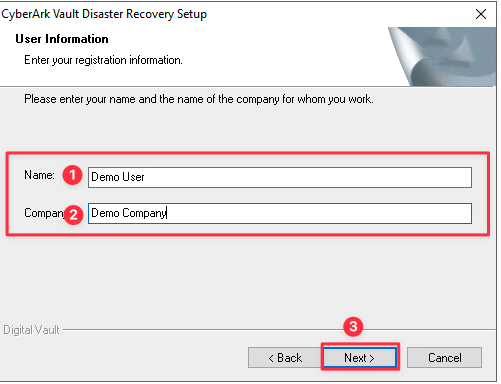 CyberArk Vault Disaster Recovery Setup
User Information
Enter your registration information.
Please enter your name and the name of the company for whom you work.
Name: 1 Demo User
Compan 2 Demo Company
3
Digital Vault
< Back Next > Cancel